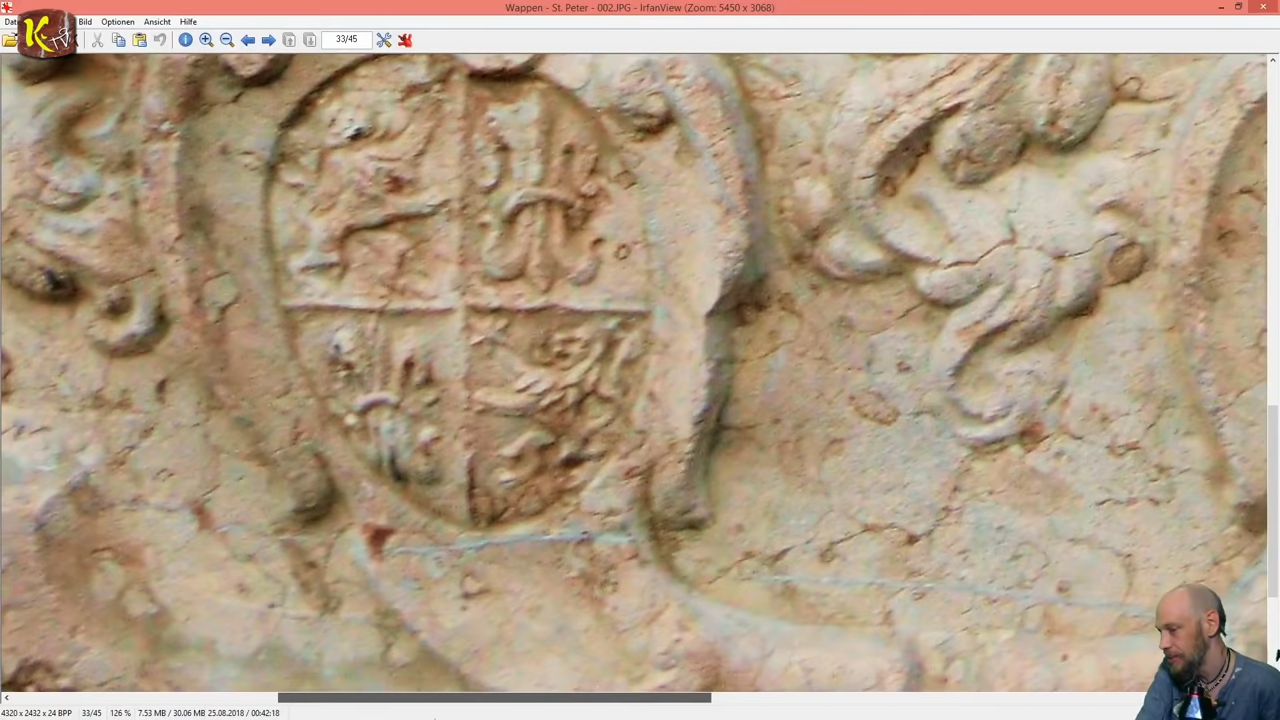 Wappen - St. Peter - 002.JPG - IrfanView (Zoom: 5450 x 3068)
Bild Optionen Ansicht Hilfe
33/45
4320 x 2432 x 24 BPP 33/45 126 % 7.53 MB / 30.06 MB 25.08.2018 / 00:42:18